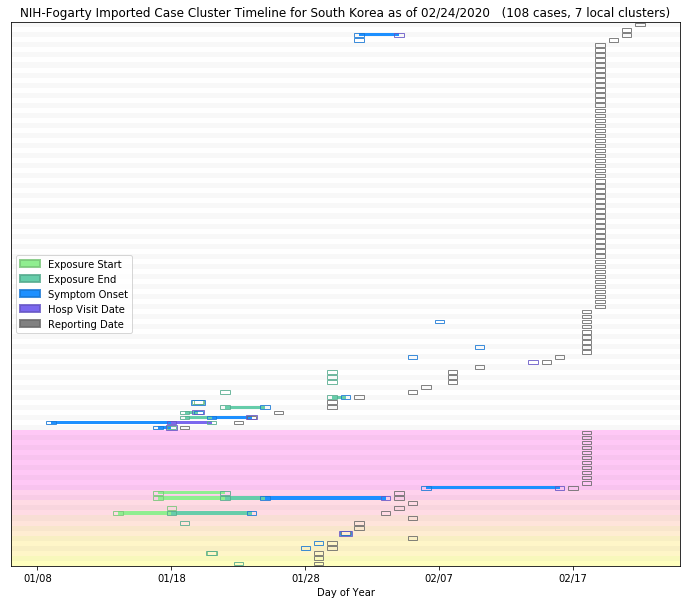 NIH-Fogarty Imported Case Cluster Timeline for South Korea as of 02/24/2020   (108 cases, 7 local clusters)
Exposure Start
Exposure End
Symptom Onset
Hosp Visit Date
Reporting Date
01/08 01/18 01/28 02/07 02/17
Day of Year